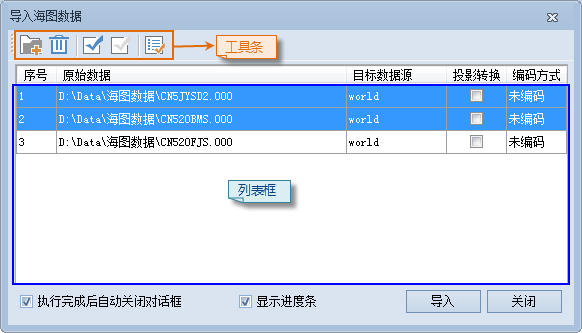 导入海图数据
工具条
序号 原始数据 目标数据源 投影转换 编码方式
1 D:\Data\海图数据\CN5JYSD2.000 world 未编码
2 D:\Data\海图数据\CN520BMS.000 world 未编码
3 D:\Data\海图数据\CN520FJS.000 world 未编码
列表框
执行完成后自动关闭对话框 显示进度条 导入 关闭